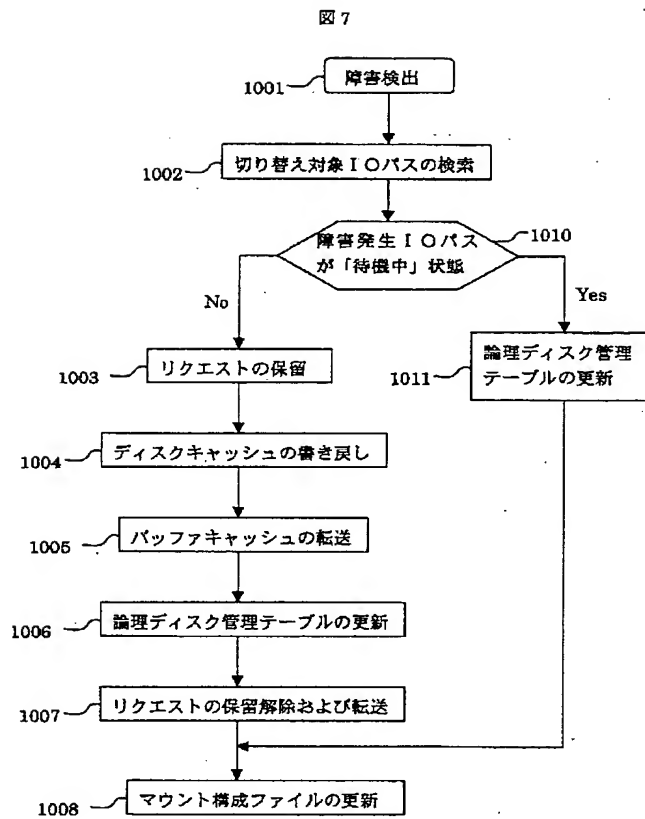 図7
1001
障害検出
1002
切り替え対象IOパスの検索
障害発生IOパス
が「待機中」状態
1010
No
Yes
1003
リクエストの保留
1011
論理ディスク管理
テーブルの更新
1004
ディスクキャッシュの書き戻し
1005
バッファキャッシュの転送
1006
論理ディスク管理テーブルの更新
1007
リクエストの保留解除および転送
1008
マウント構成ファイルの更新